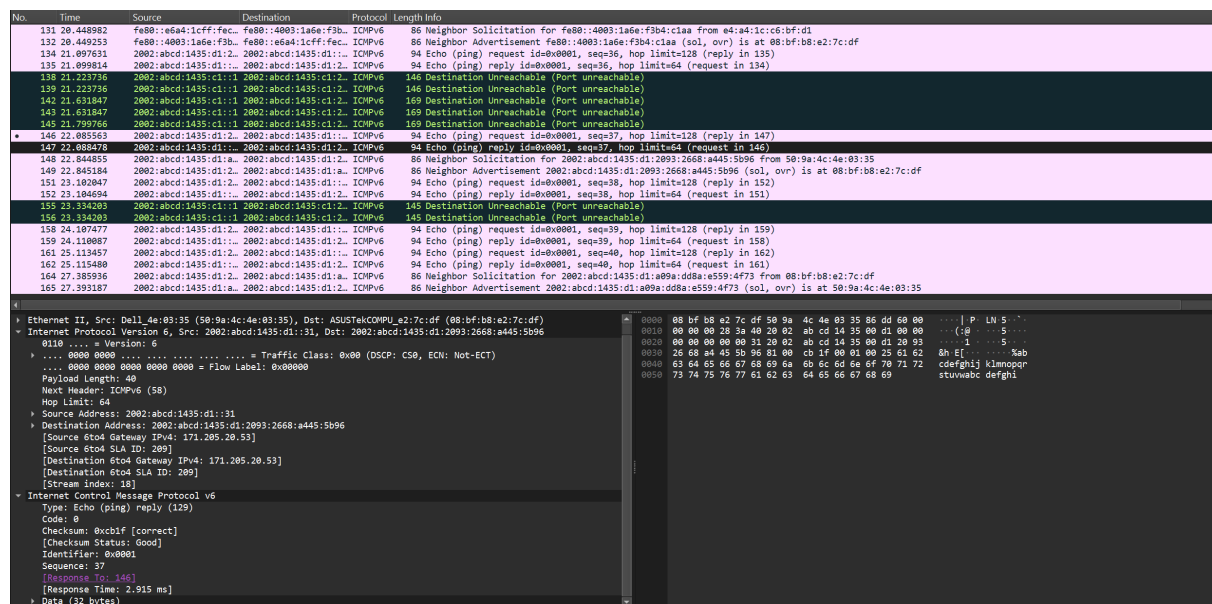 No. Time Source Destination Protocol Length Info
131 20.448982 fe80::e6a4:1cff:fec… fe80::4003:1a6e:f3b… ICMPv6 86 Neighbor Solicitation for fe80::4003:1a6e:f3b4:c1aa from e4:a4:1c:c6:bf:d1
132 20.449253 fe80::4003:1a6e:f3b… fe80::e6a4:1cff:fec… ICMPv6 86 Neighbor Advertisement fe80::4003:1a6e:f3b4:c1aa (sol, ovr) is at 08:bf:b8:e2:7c:df
134 21.097631 2002:abcd:1435:d1:2… 2002:abcd:1435:d1::… ICMPv6 94 Echo (ping) request id=0x0001, seq=36, hop limit=128 (reply in 135)
135 21.099814 2002:abcd:1435:d1::… 2002:abcd:1435:d1:2… ICMPv6 94 Echo (ping) reply id=0x0001, seq=36, hop limit=64 (request in 134)
138 21.223736 2002:abcd:1435:c1::1 2002:abcd:1435:c1:2… ICMPv6 146 Destination Unreachable (Port unreachable)
139 21.223736 2002:abcd:1435:c1::1 2002:abcd:1435:c1:2… ICMPv6 146 Destination Unreachable (Port unreachable)
142 21.631847 2002:abcd:1435:c1::1 2002:abcd:1435:c1:2… ICMPv6 169 Destination Unreachable (Port unreachable)
143 21.631847 2002:abcd:1435:c1::1 2002:abcd:1435:c1:2… ICMPv6 169 Destination Unreachable (Port unreachable)
145 21.799766 2002:abcd:1435:c1::1 2002:abcd:1435:c1:2… ICMPv6 169 Destination Unreachable (Port unreachable)
146 22.085563 2002:abcd:1435:d1:2… 2002:abcd:1435:d1::… ICMPv6 94 Echo (ping) request id=0x0001, seq=37, hop limit=128 (reply in 147)
147 22.088478 2002:abcd:1435:d1::… 2002:abcd:1435:d1:2… ICMPv6 94 Echo (ping) reply id=0x0001, seq=37, hop limit=64 (request in 146)
148 22.844855 2002:abcd:1435:d1:a… 2002:abcd:1435:d1:2… ICMPv6 86 Neighbor Solicitation for 2002:abcd:1435:d1:2093:2668:a445:5b96 from 50:9a:4c:4e:03:35
149 22.845184 2002:abcd:1435:d1:2… 2002:abcd:1435:d1:a… ICMPv6 86 Neighbor Advertisement 2002:abcd:1435:d1:2093:2668:a445:5b96 (sol, ovr) is at 08:bf:b8:e2:7c:df
151 23.102047 2002:abcd:1435:d1:2… 2002:abcd:1435:d1::… ICMPv6 94 Echo (ping) request id=0x0001, seq=38, hop limit=128 (reply in 152)
152 23.104694 2002:abcd:1435:d1::… 2002:abcd:1435:d1:2… ICMPv6 94 Echo (ping) reply id=0x0001, seq=38, hop limit=64 (request in 151)
155 23.334203 2002:abcd:1435:c1::1 2002:abcd:1435:c1:2… ICMPv6 145 Destination Unreachable (Port unreachable)
156 23.334203 2002:abcd:1435:c1::1 2002:abcd:1435:c1:2… ICMPv6 145 Destination Unreachable (Port unreachable)
158 24.107477 2002:abcd:1435:d1:2… 2002:abcd:1435:d1::… ICMPv6 94 Echo (ping) request id=0x0001, seq=39, hop limit=128 (reply in 159)
159 24.110087 2002:abcd:1435:d1::… 2002:abcd:1435:d1:2… ICMPv6 94 Echo (ping) reply id=0x0001, seq=39, hop limit=64 (request in 158)
161 25.113457 2002:abcd:1435:d1:2… 2002:abcd:1435:d1::… ICMPv6 94 Echo (ping) request id=0x0001, seq=40, hop limit=128 (reply in 162)
162 25.115480 2002:abcd:1435:d1::… 2002:abcd:1435:d1:2… ICMPv6 94 Echo (ping) reply id=0x0001, seq=40, hop limit=64 (request in 161)
164 27.385936 2002:abcd:1435:d1:2… 2002:abcd:1435:d1:a… ICMPv6 86 Neighbor Solicitation for 2002:abcd:1435:d1:a09a:dd8a:e559:4f73 from 08:bf:b8:e2:7c:df
165 27.393187 2002:abcd:1435:d1:a… 2002:abcd:1435:d1:2… ICMPv6 86 Neighbor Advertisement 2002:abcd:1435:d1:a09a:dd8a:e559:4f73 (sol, ovr) is at 50:9a:4c:4e:03:35
Ethernet II, Src: Dell_4e:03:35 (50:9a:4c:4e:03:35), Dst: ASUSTekCOMPU_e2:7c:df (08:bf:b8:e2:7c:df)
Internet Protocol Version 6, Src: 2002:abcd:1435:d1::31, Dst: 2002:abcd:1435:d1:2093:2668:a445:5b96
0110 .... = Version: 6
.... 0000 0000 .... .... .... .... .... = Traffic Class: 0x00 (DSCP: CS0, ECN: Not-ECT)
.... 0000 0000 0000 0000 0000 = Flow Label: 0x00000
Payload Length: 40
Next Header: ICMPv6 (58)
Hop Limit: 64
Source Address: 2002:abcd:1435:d1::31
Destination Address: 2002:abcd:1435:d1:2093:2668:a445:5b96
[Source 6to4 Gateway IPv4: 171.205.20.53]
[Source 6to4 SLA ID: 209]
[Destination 6to4 Gateway IPv4: 171.205.20.53]
[Destination 6to4 SLA ID: 209]
[Stream index: 18]
Internet Control Message Protocol v6
Type: Echo (ping) reply (129)
Code: 0
Checksum: 0xcb1f [correct]
[Checksum Status: Good]
Identifier: 0x0001
Sequence: 37
[Response To: 146]
[Response Time: 2.915 ms]
Data (32 bytes)
0000 08 bf b8 e2 7c df 50 9a 4c 4e 03 35 86 dd 60 00 ····|·P· LN·5··`·
0010 00 00 00 28 3a 40 20 02 ab cd 14 35 00 d1 00 00 ···(:@ · ···5····
0020 00 00 00 00 00 31 20 02 ab cd 14 35 00 d1 20 93 ·····1 · ···5·· ·
0030 26 68 a4 45 5b 96 81 00 cb 1f 00 01 00 25 61 62 &h·E[··· ·····%ab
0040 63 64 65 66 67 68 69 6a 6b 6c 6d 6e 6f 70 71 72 cdefghij klmnopqr
0050 73 74 75 76 77 61 62 63 64 65 66 67 68 69 stuvwabc defghi